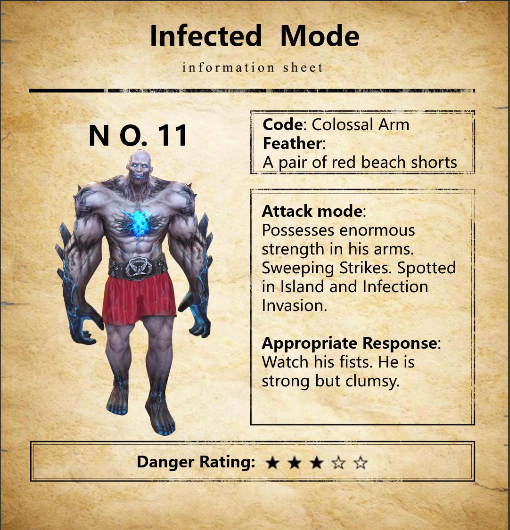 Infected Mode
information sheet
NO. 11
Code: Colossal Arm
Feather:
A pair of red beach shorts
Attack mode:
Possesses enormous
strength in his arms.
Sweeping Strikes. Spotted
in Island and Infection
Invasion.
Appropriate Response:
Watch his fists. He is
strong but clumsy.
Danger Rating: ★★★☆☆